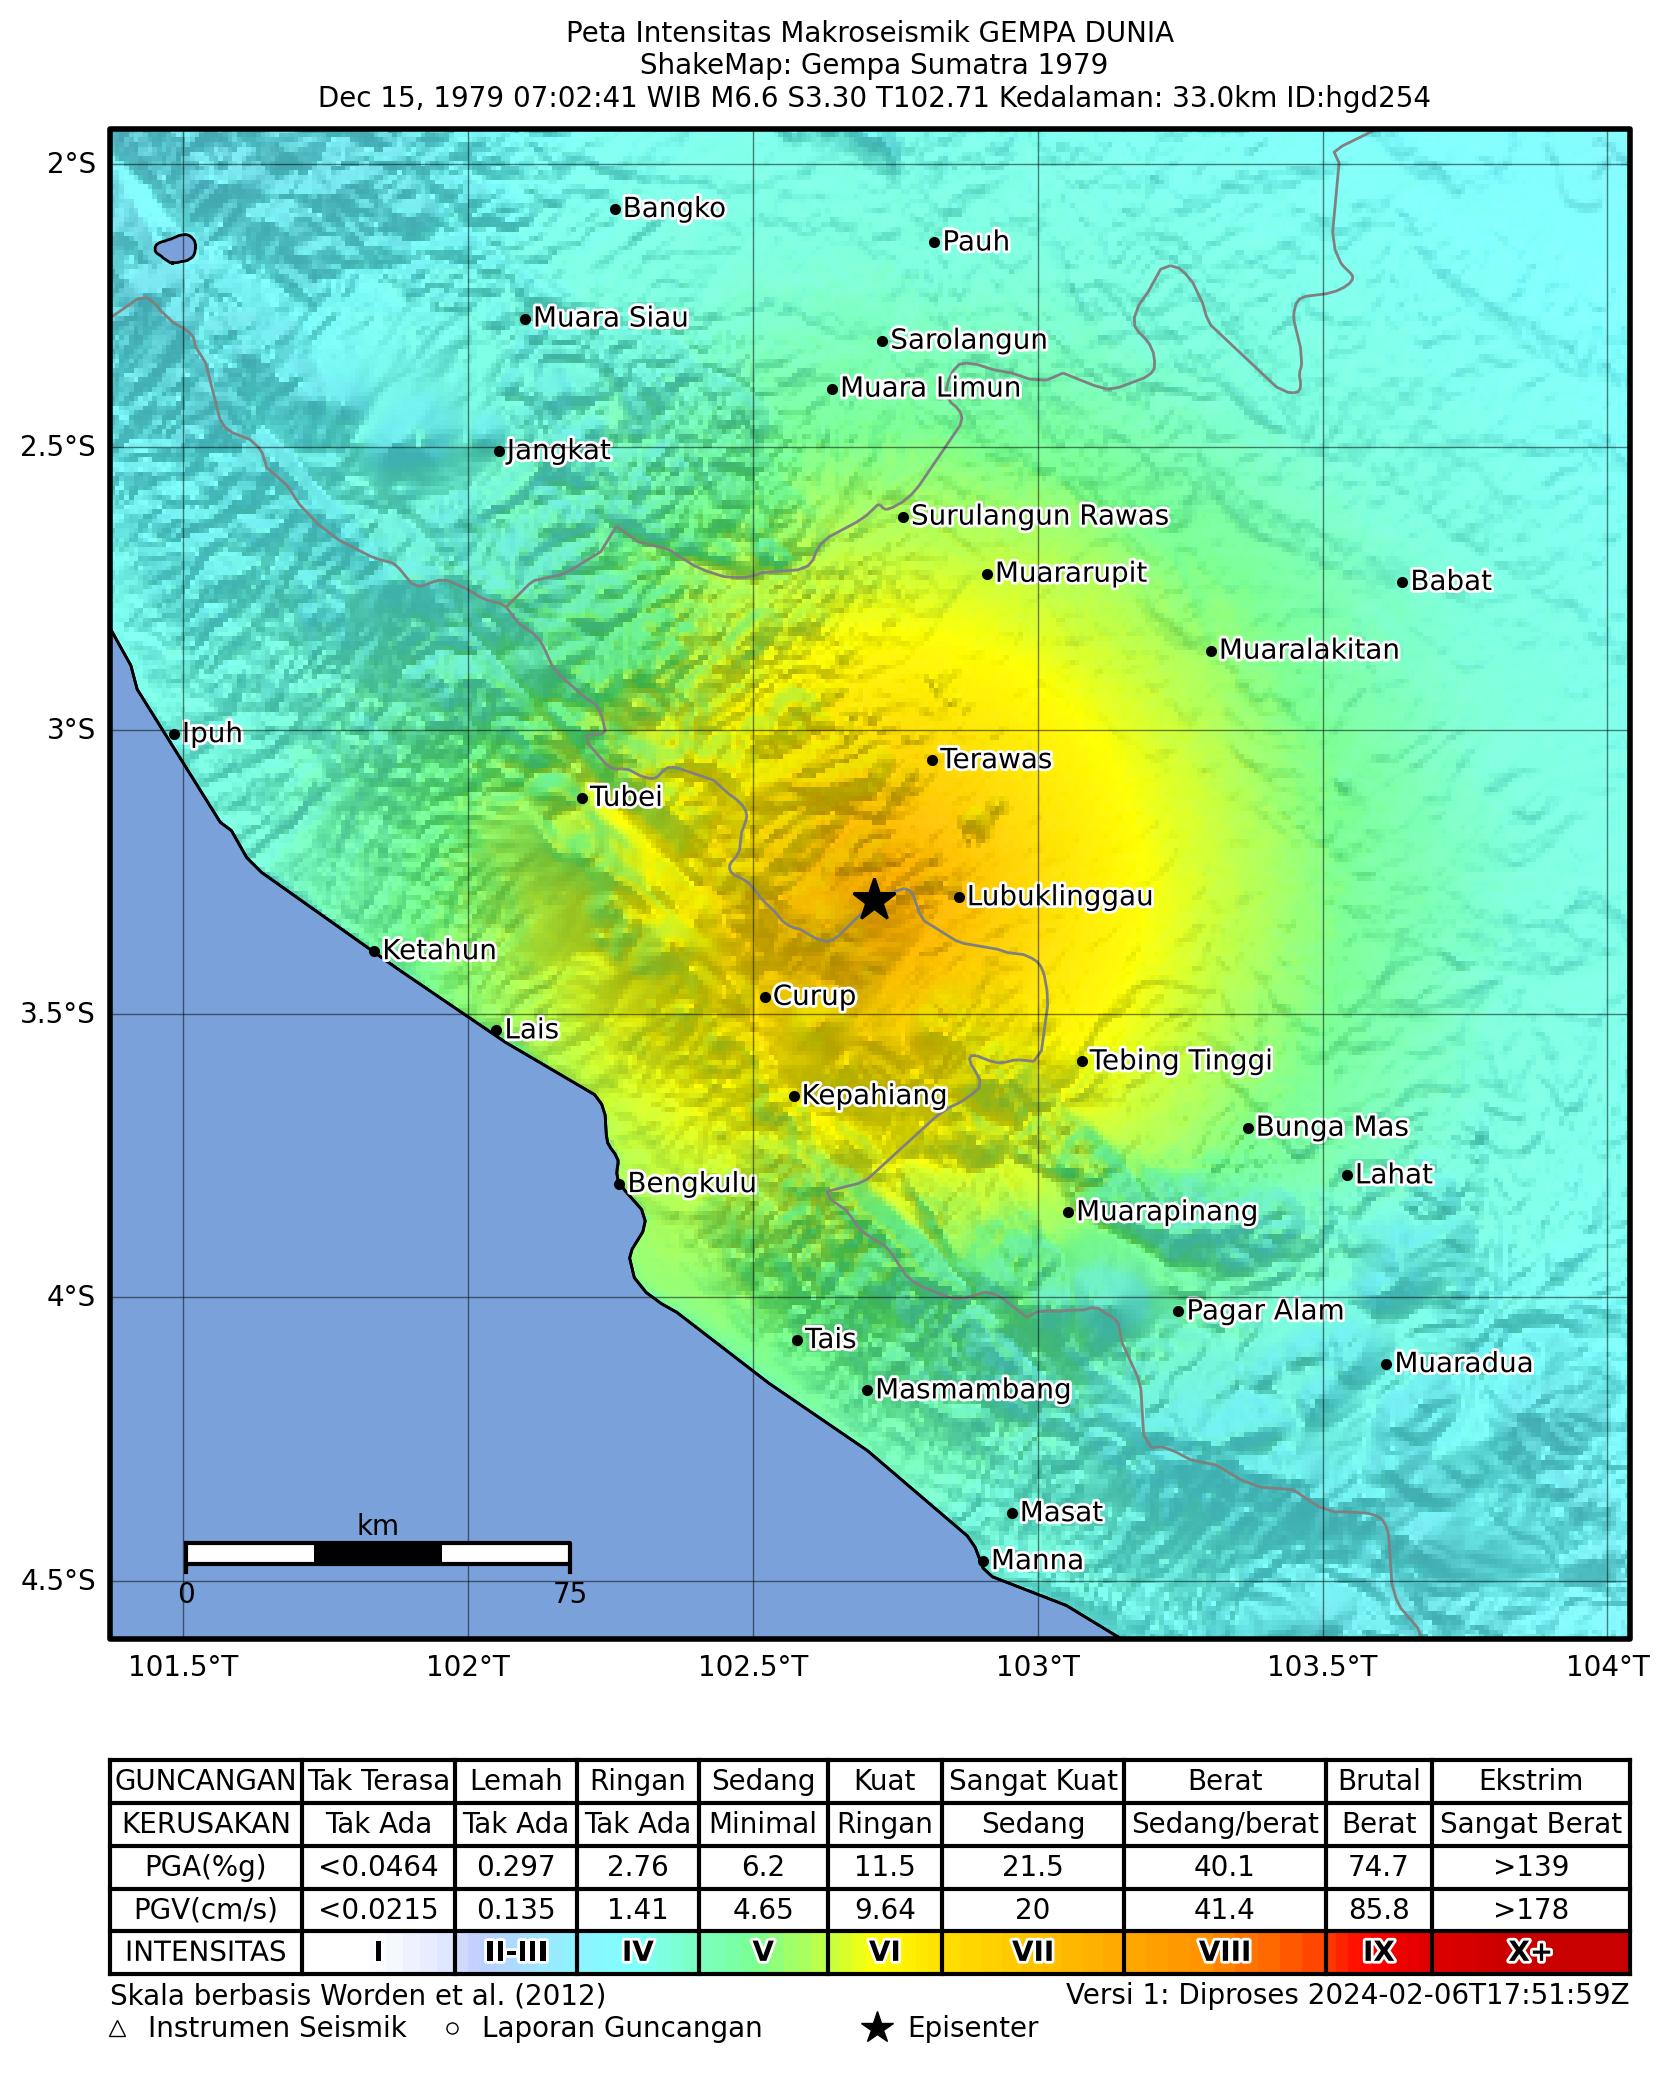 Peta Intensitas Makroseismik GEMPA DUNIA
ShakeMap: Gempa Sumatra 1979
Dec 15, 1979 07:02:41 WIB M6.6 S3.30 T102.71 Kedalaman: 33.0km ID:hgd254
2°S
Bangko
Pauh
Muara Siau
Sarolangun
Muara Limun
2.5°S
Jangkat
Surulangun Rawas
Muararupit
Babat
Muaralakitan
3°S
Ipuh
Terawas
Tubei
Lubuklinggau
Ketahun
Curup
3.5°S
Lais
Tebing Tinggi
Kepahiang
Bunga Mas
Lahat
Bengkulu
Muarapinang
4°S
Pagar Alam
Tais
Muaradua
Masmambang
Masat
km
Manna
4.5°S
0 75
101.5°T 102°T 102.5°T 103°T 103.5°T 104°T
GUNCANGAN Tak Terasa Lemah Ringan Sedang Kuat Sangat Kuat Berat Brutal Ekstrim
KERUSAKAN Tak Ada Tak Ada Tak Ada Minimal Ringan Sedang Sedang/berat Berat Sangat Berat
PGA(%g) <0.0464 0.297 2.76 6.2 11.5 21.5 40.1 74.7 >139
PGV(cm/s) <0.0215 0.135 1.41 4.65 9.64 20 41.4 85.8 >178
INTENSITAS I II-III IV V VI VII VIII IX X+
Skala berbasis Worden et al. (2012) Versi 1: Diproses 2024-02-06T17:51:59Z
Instrumen Seismik Laporan Guncangan Episenter